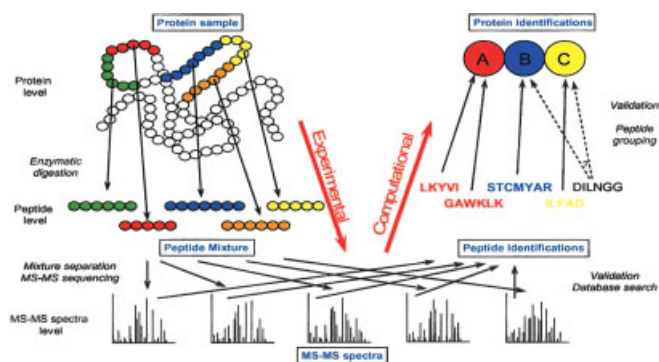 Protein sample
Protein identifications
A B C
Protein level
Validation
Peptide grouping
Enzymatic digestion
Experimental
Computational
LKYVI
STCMYAR
DILNGG
GAWKLK
ILFAD
Peptide level
Peptide Mixture
Peptide Identifications
Mixture separation
MS-MS sequencing
Validation
Database search
MS-MS spectra level
MS-MS spectra